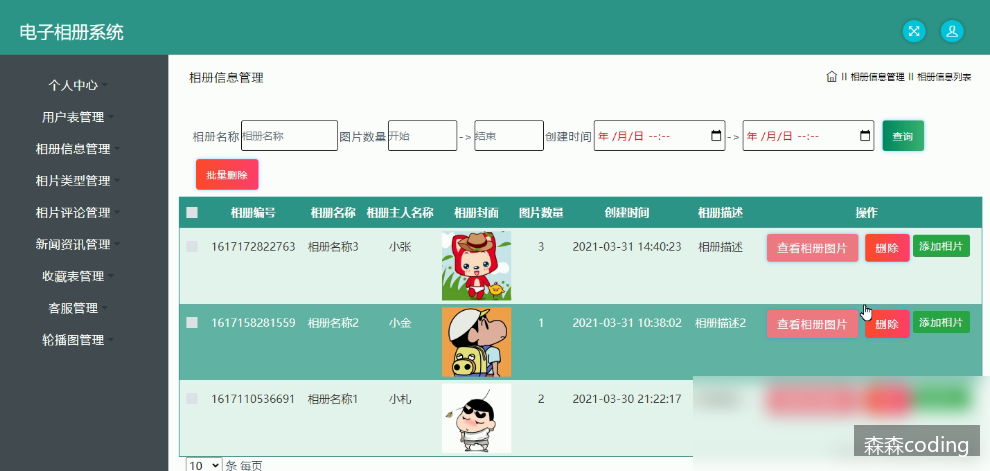 电子相册系统
个人中心
用户表管理
相册信息管理
相片类型管理
相片评论管理
新闻资讯管理
收藏表管理
客服管理
轮播图管理
相册信息管理
II 相册信息管理 II 相册信息列表
相册名称 相册名称 图片数量 开始 -> 结束 创建时间 年 /月/日 --:-- -> 年 /月/日 --:-- 查询
批量删除
相册编号 相册名称 相册主人名称 相册封面 图片数量 创建时间 相册描述 操作
1617172822763 相册名称3 小张 3 2021-03-31 14:40:23 相册描述 查看相册图片 删除 添加相片
1617158281559 相册名称2 小金 1 2021-03-31 10:38:02 相册描述2 查看相册图片 删除 添加相片
1617110536691 相册名称1 小札 2 2021-03-30 21:22:17
森森coding
10 条 每页